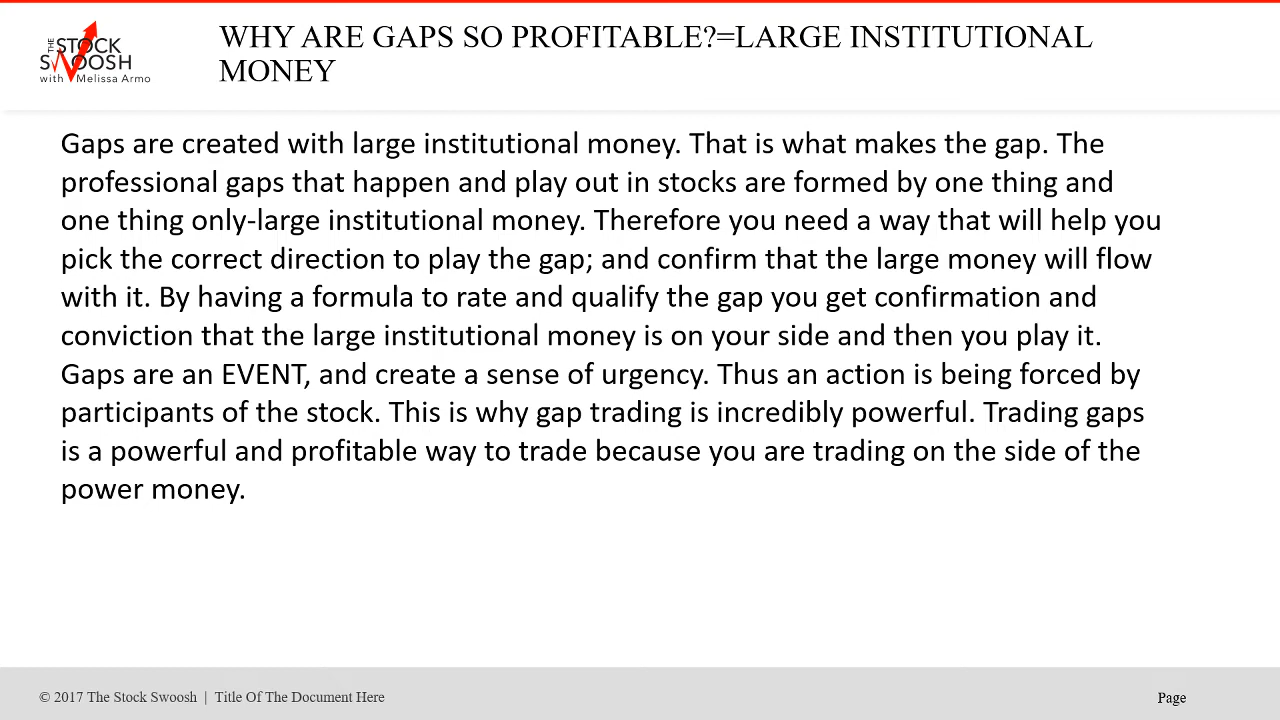 THE
STOCK
SWOOSH
with Melissa Armo
WHY ARE GAPS SO PROFITABLE?=LARGE INSTITUTIONAL
MONEY
Gaps are created with large institutional money. That is what makes the gap. The
professional gaps that happen and play out in stocks are formed by one thing and
one thing only-large institutional money. Therefore you need a way that will help you
pick the correct direction to play the gap; and confirm that the large money will flow
with it. By having a formula to rate and qualify the gap you get confirmation and
conviction that the large institutional money is on your side and then you play it.
Gaps are an EVENT, and create a sense of urgency. Thus an action is being forced by
participants of the stock. This is why gap trading is incredibly powerful. Trading gaps
is a powerful and profitable way to trade because you are trading on the side of the
power money.
© 2017 The Stock Swoosh | Title Of The Document Here
Page